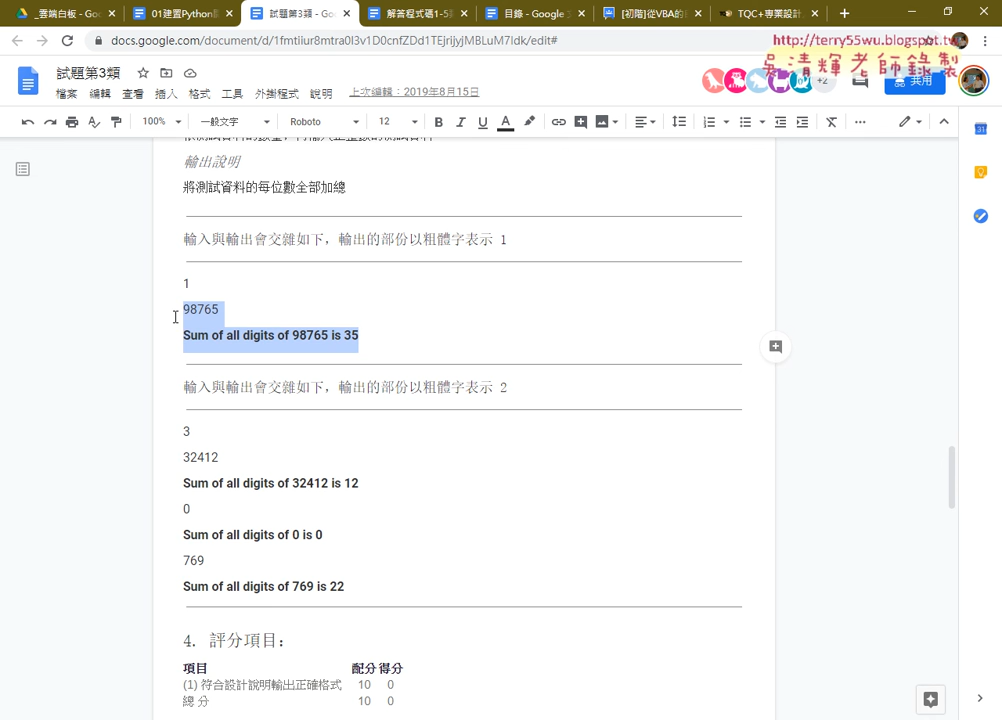 _雲端白板 - Goo
01建置Python
試題第3類 - Goo
解答程式碼1-5
目錄 - Google
[初階]從VBA的E
TQC+專業設計
docs.google.com/document/d/1fmtiiur8mtra0I3v1D0cnfZDd1TEjrijyjMBLuM7Idk/edit#
http://terry55wu.blogspot.tw
吳清輝老師錄製
試題第3類
檔案 編輯 查看 插入 格式 工具 外掛程式 說明 上次編輯：2019年8月15日
+2
共用
100% 一般文字 Roboto 12
輸出說明
將測試資料的每位數全部加總
輸入與輸出會交雜如下，輸出的部份以粗體字表示 1
1
98765
Sum of all digits of 98765 is 35
輸入與輸出會交雜如下，輸出的部份以粗體字表示 2
3
32412
Sum of all digits of 32412 is 12
0
Sum of all digits of 0 is 0
769
Sum of all digits of 769 is 22
4. 評分項目：
項目 配分 得分
(1) 符合設計說明輸出正確格式 10 0
總 分 10 0